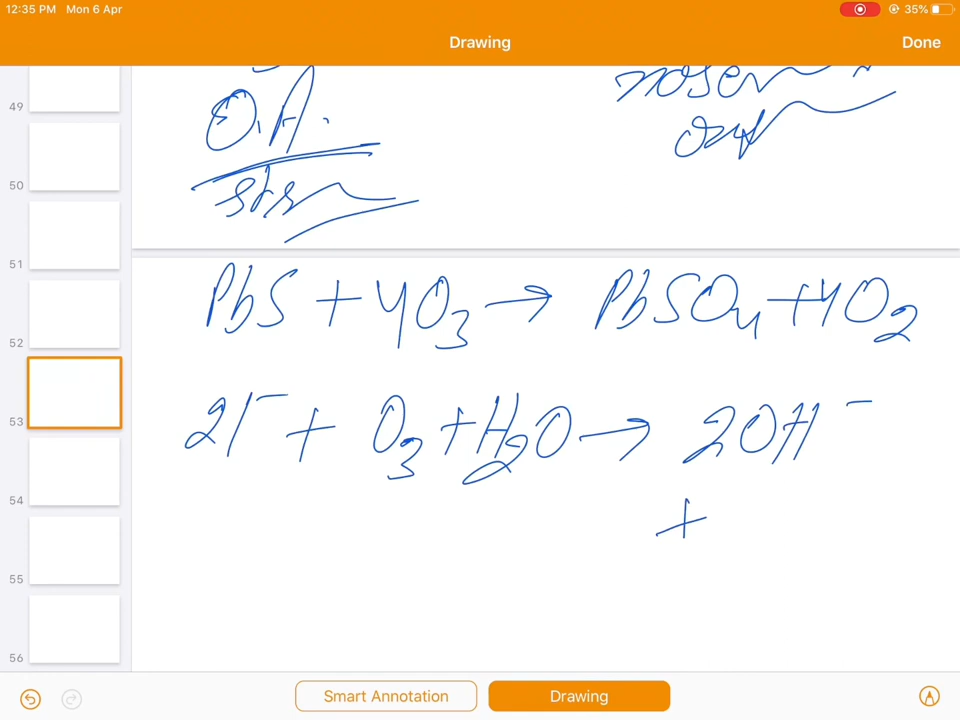 12:35 PM Mon 6 Apr
35%
Drawing
Done
49
50
51
52
53
54
55
56
O.A.
PbS + 4O3 → PbSO4 + 4O2
2I⁻ + O3 + H2O → 2OH⁻
+
Smart Annotation
Drawing